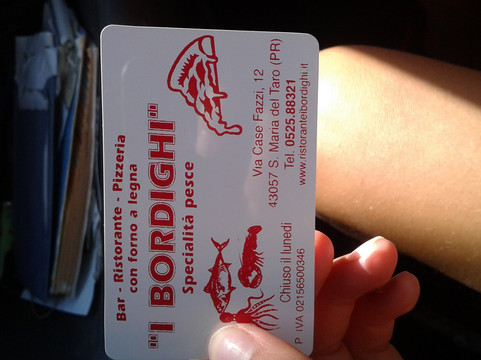 Bar - Ristorante - Pizzeria
con forno a legna
"I BORDIGHI"
Specialità pesce
Via Case Fazzi, 12
43057 S. Maria del Taro (PR)
Tel. 0525.88321
www.ristoranteibordighi.it
Chiuso il lunedi
P IVA 02156500346